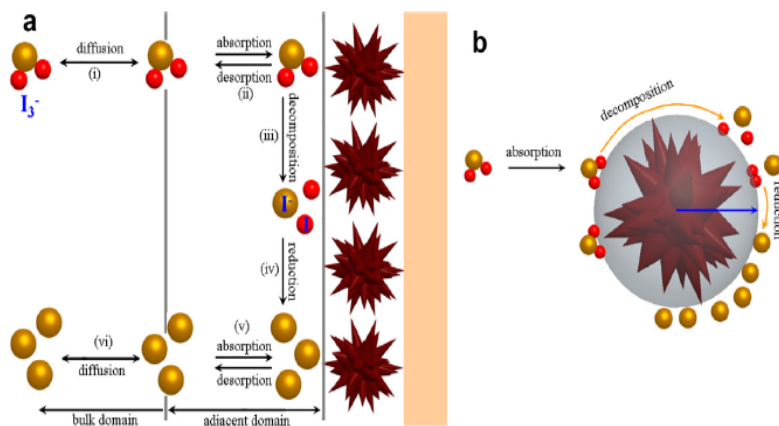 a
diffusion
(i)
I3-
absorption
desorption
(ii)
(iii)
decomposition
I-
I
(iv)
reduction
(v)
absorption
desorption
(vi)
diffusion
bulk domain
adjacent domain
b
absorption
decomposition
reduction